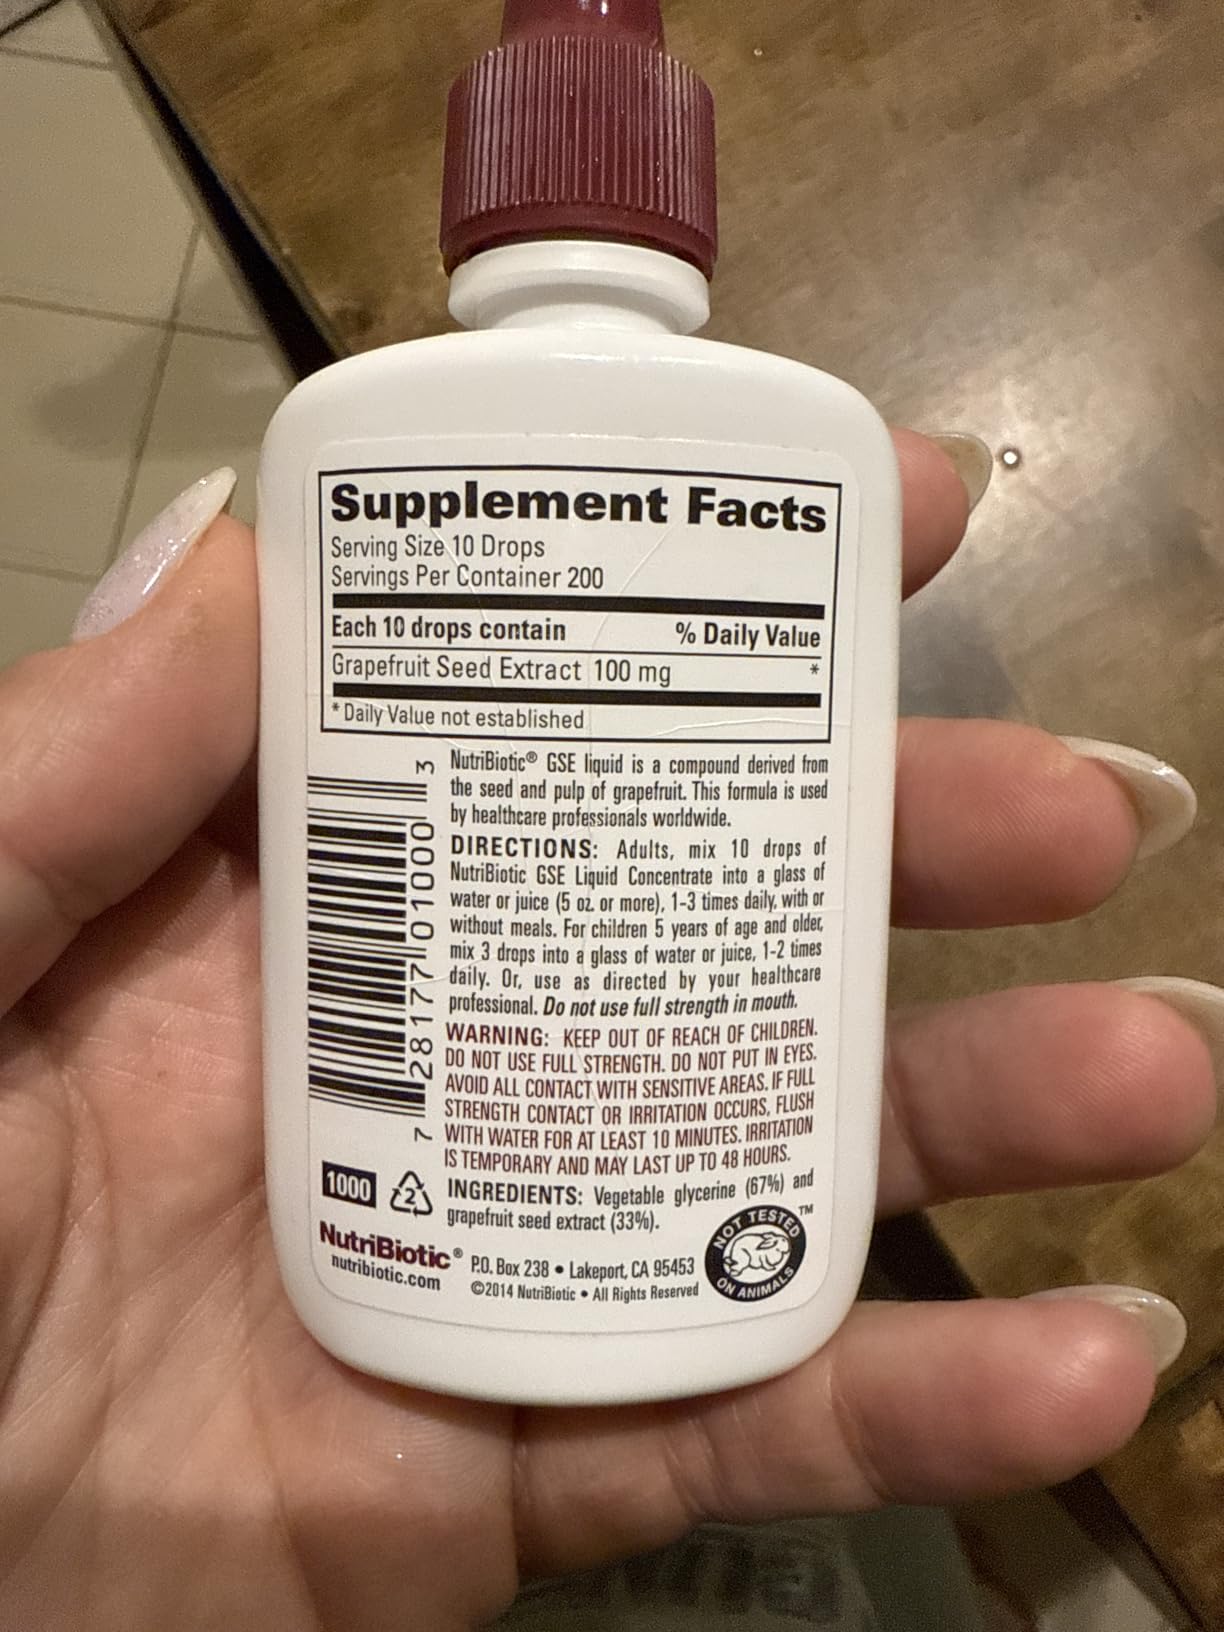 Supplement Facts
Serving Size 10 Drops
Servings Per Container 200
Each 10 drops contain % Daily Value
Grapefruit Seed Extract 100 mg *
* Daily Value not established
NutriBiotic® GSE liquid is a compound derived from
the seed and pulp of grapefruit. This formula is used
by healthcare professionals worldwide.
DIRECTIONS: Adults, mix 10 drops of
NutriBiotic GSE Liquid Concentrate into a glass of
water or juice (5 oz. or more), 1-3 times daily, with or
without meals. For children 5 years of age and older,
mix 3 drops into a glass of water or juice, 1-2 times
daily. Or, use as directed by your healthcare
professional. Do not use full strength in mouth.
WARNING: KEEP OUT OF REACH OF CHILDREN.
DO NOT USE FULL STRENGTH. DO NOT PUT IN EYES.
AVOID ALL CONTACT WITH SENSITIVE AREAS. IF FULL
STRENGTH CONTACT OR IRRITATION OCCURS, FLUSH
WITH WATER FOR AT LEAST 10 MINUTES. IRRITATION
IS TEMPORARY AND MAY LAST UP TO 48 HOURS.
INGREDIENTS: Vegetable glycerine (67%) and
grapefruit seed extract (33%).
7 28177 01000 3
1000
2
NutriBiotic®
nutribiotic.com
P.O. Box 238 • Lakeport, CA 95453
©2014 NutriBiotic • All Rights Reserved
NOT TESTED
ON ANIMALS
TM